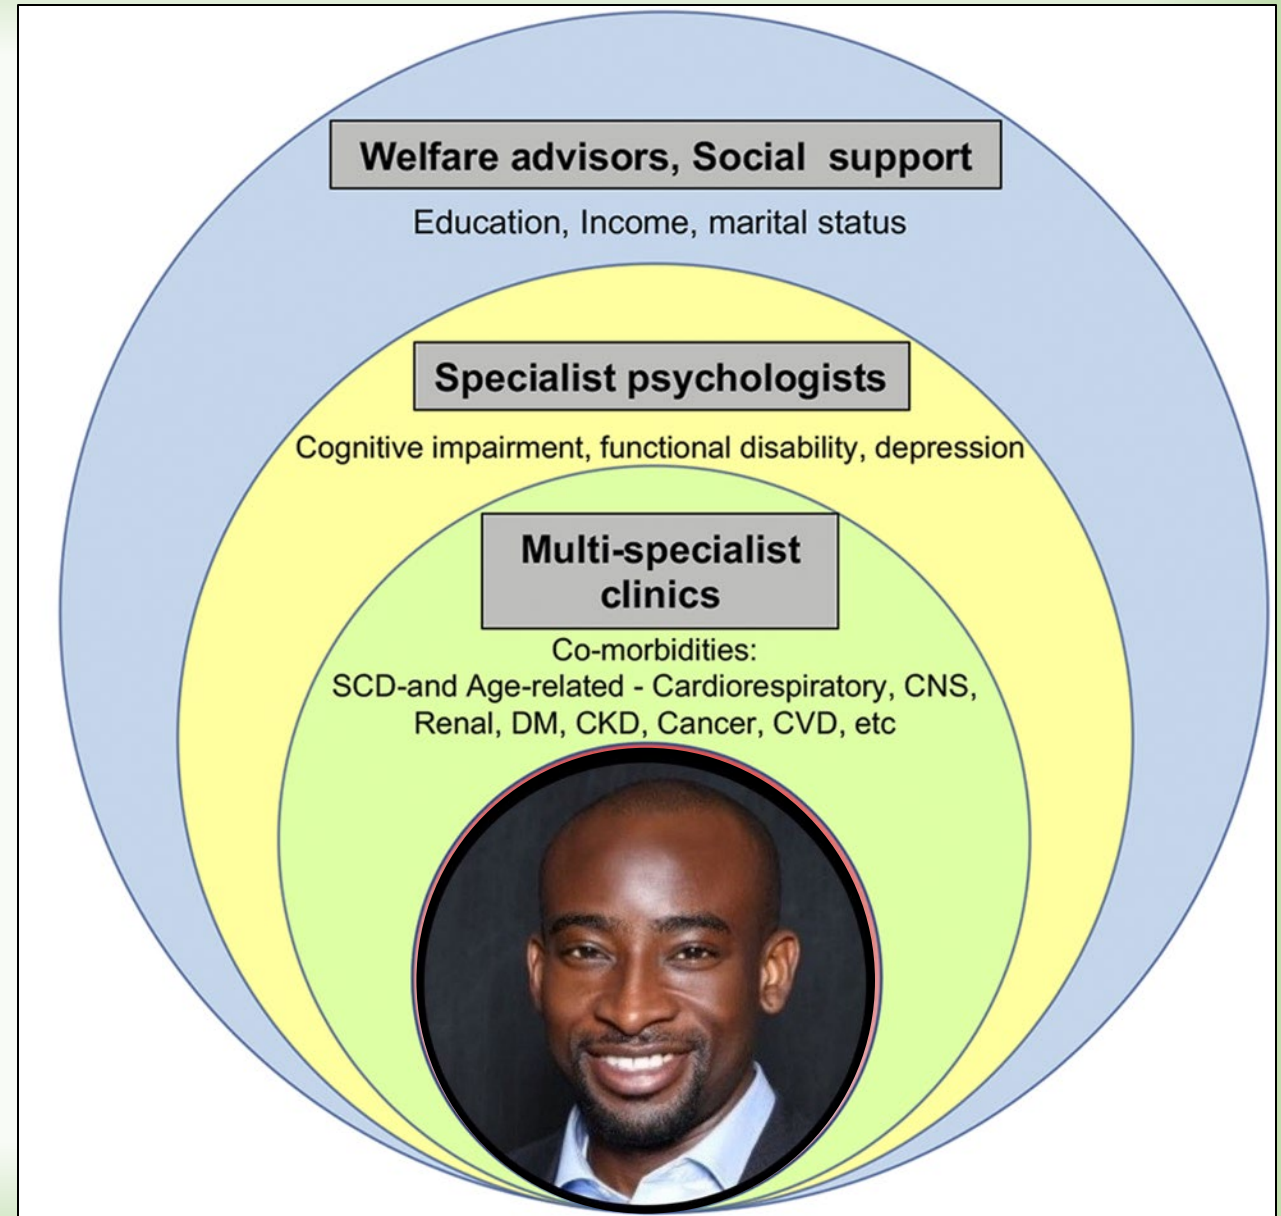 Welfare advisors, Social support
Education, Income, marital status
Specialist psychologists
Cognitive impairment, functional disability, depression
Multi-specialist
clinics
Co-morbidities:
SCD-and Age-related - Cardiorespiratory, CNS,
Renal, DM, CKD, Cancer, CVD, etc